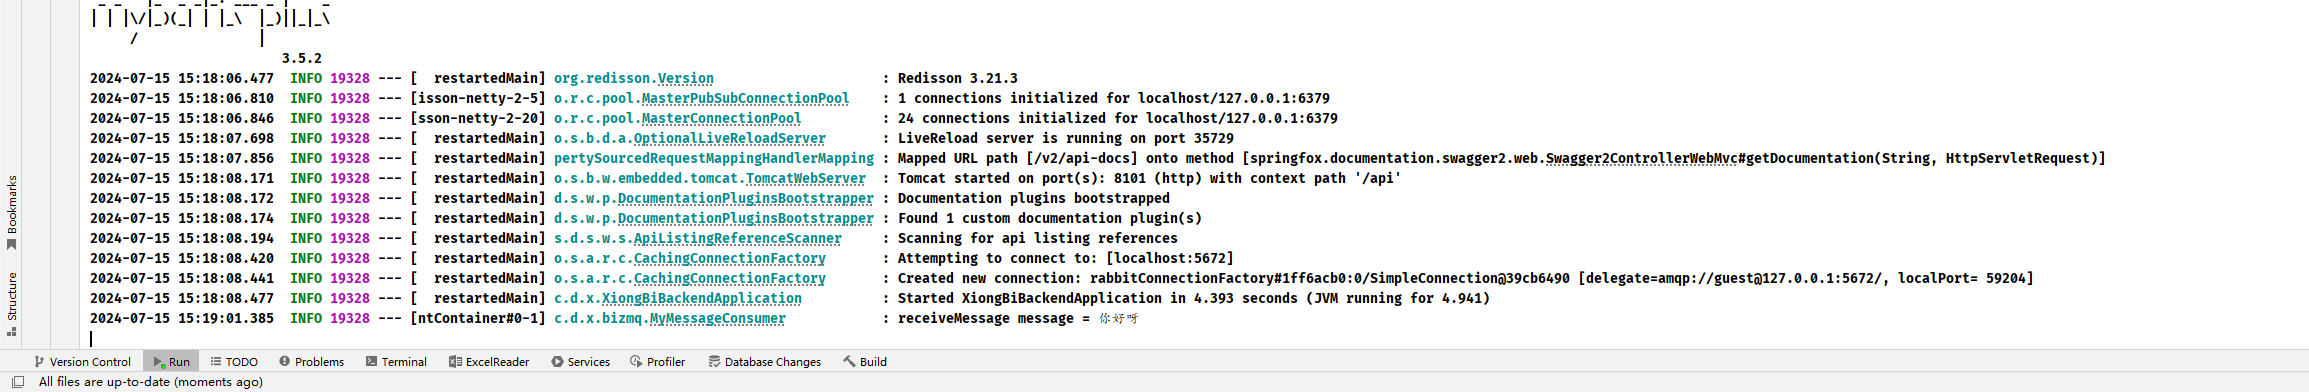 3.5.2
2024-07-15 15:18:06.477  INFO 19328 --- [  restartedMain] org.redisson.Version                     : Redisson 3.21.3
2024-07-15 15:18:06.810  INFO 19328 --- [isson-netty-2-5] o.r.c.pool.MasterPubSubConnectionPool    : 1 connections initialized for localhost/127.0.0.1:6379
2024-07-15 15:18:06.846  INFO 19328 --- [sson-netty-2-20] o.r.c.pool.MasterConnectionPool          : 24 connections initialized for localhost/127.0.0.1:6379
2024-07-15 15:18:07.698  INFO 19328 --- [  restartedMain] o.s.b.d.a.OptionalLiveReloadServer       : LiveReload server is running on port 35729
2024-07-15 15:18:07.856  INFO 19328 --- [  restartedMain] pertySourcedRequestMappingHandlerMapping : Mapped URL path [/v2/api-docs] onto method [springfox.documentation.swagger2.web.Swagger2ControllerWebMvc#getDocumentation(String, HttpServletRequest)]
2024-07-15 15:18:08.171  INFO 19328 --- [  restartedMain] o.s.b.w.embedded.tomcat.TomcatWebServer  : Tomcat started on port(s): 8101 (http) with context path '/api'
2024-07-15 15:18:08.172  INFO 19328 --- [  restartedMain] d.s.w.p.DocumentationPluginsBootstrapper : Documentation plugins bootstrapped
2024-07-15 15:18:08.174  INFO 19328 --- [  restartedMain] d.s.w.p.DocumentationPluginsBootstrapper : Found 1 custom documentation plugin(s)
2024-07-15 15:18:08.194  INFO 19328 --- [  restartedMain] s.d.s.w.s.ApiListingReferenceScanner     : Scanning for api listing references
2024-07-15 15:18:08.420  INFO 19328 --- [  restartedMain] o.s.a.r.c.CachingConnectionFactory       : Attempting to connect to: [localhost:5672]
2024-07-15 15:18:08.441  INFO 19328 --- [  restartedMain] o.s.a.r.c.CachingConnectionFactory       : Created new connection: rabbitConnectionFactory#1ff6acb0:0/SimpleConnection@39cb6490 [delegate=amqp://guest@127.0.0.1:5672/, localPort= 59204]
2024-07-15 15:18:08.477  INFO 19328 --- [  restartedMain] c.d.x.XiongBiBackendApplication          : Started XiongBiBackendApplication in 4.393 seconds (JVM running for 4.941)
2024-07-15 15:19:01.385  INFO 19328 --- [ntContainer#0-1] c.d.x.bizmq.MyMessageConsumer            : receiveMessage message = 你好呀
Bookmarks
Structure
Version Control
Run
TODO
Problems
Terminal
ExcelReader
Services
Profiler
Database Changes
Build
All files are up-to-date (moments ago)